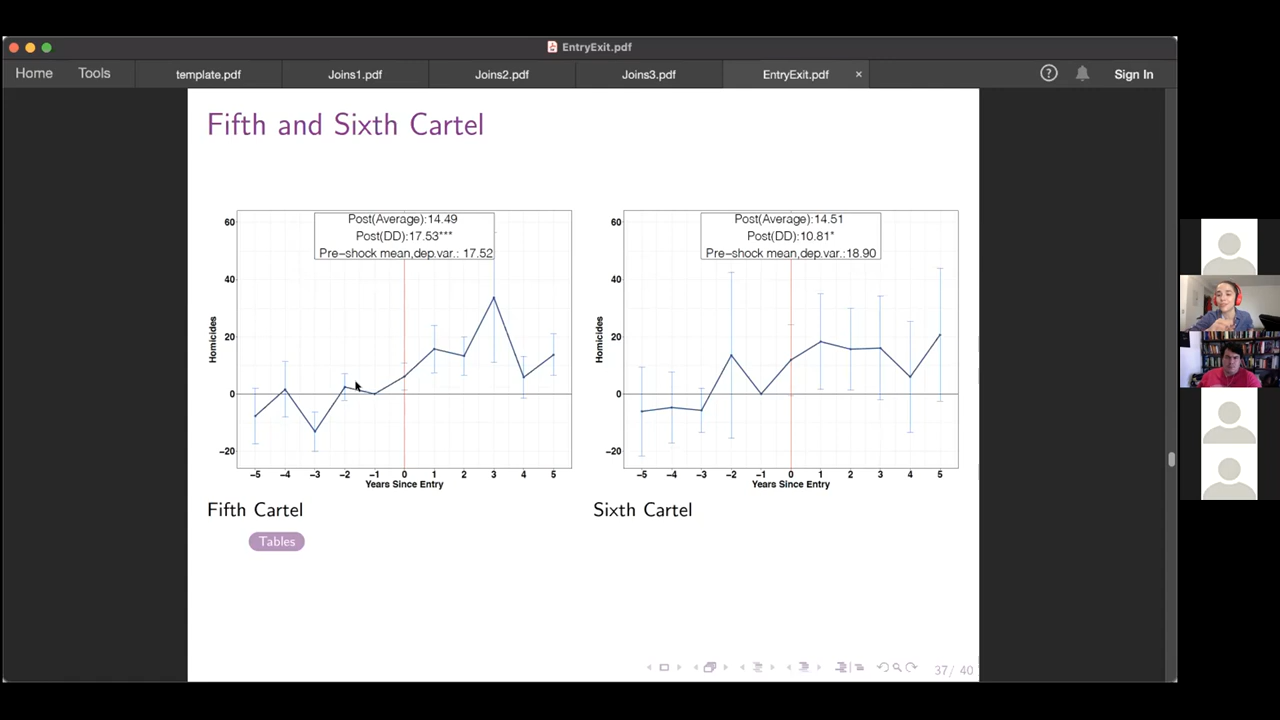 EntryExit.pdf
Home
Tools
template.pdf
Joins1.pdf
Joins2.pdf
Joins3.pdf
EntryExit.pdf
×
?
Sign In
Fifth and Sixth Cartel
Post(Average):14.49
Post(DD):17.53***
Pre−shock mean,dep.var.: 17.52
60
40
20
0
−20
Homicides
−5 −4 −3 −2 −1 0 1 2 3 4 5
Years Since Entry
Fifth Cartel
Tables
Post(Average):14.51
Post(DD):10.81*
Pre−shock mean,dep.var.:18.90
60
40
20
0
−20
Homicides
−5 −4 −3 −2 −1 0 1 2 3 4 5
Years Since Entry
Sixth Cartel
37/ 40